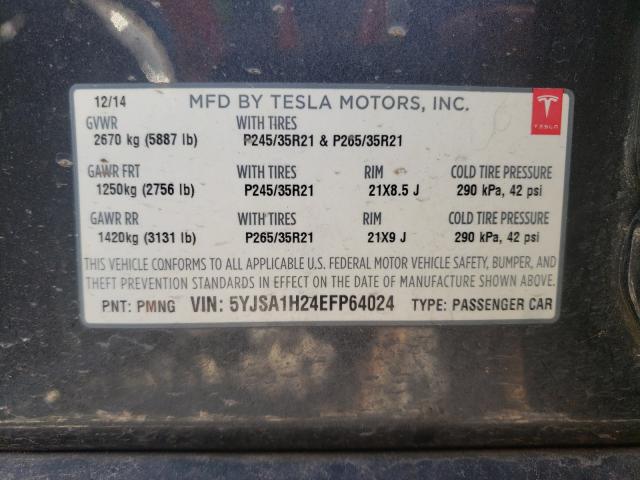 12/14 MFD BY TESLA MOTORS, INC.
GVWR WITH TIRES
2670 kg (5887 lb) P245/35R21 & P265/35R21
TESLA
GAWR FRT WITH TIRES RIM COLD TIRE PRESSURE
1250kg (2756 lb) P245/35R21 21X8.5 J 290 kPa, 42 psi
GAWR RR WITH TIRES RIM COLD TIRE PRESSURE
1420kg (3131 lb) P265/35R21 21X9 J 290 kPa, 42 psi
THIS VEHICLE CONFORMS TO ALL APPLICABLE U.S. FEDERAL MOTOR VEHICLE SAFETY, BUMPER, AND
THEFT PREVENTION STANDARDS IN EFFECT ON THE DATE OF MANUFACTURE SHOWN ABOVE.
PNT: PMNG VIN: 5YJSA1H24EFP64024 TYPE: PASSENGER CAR